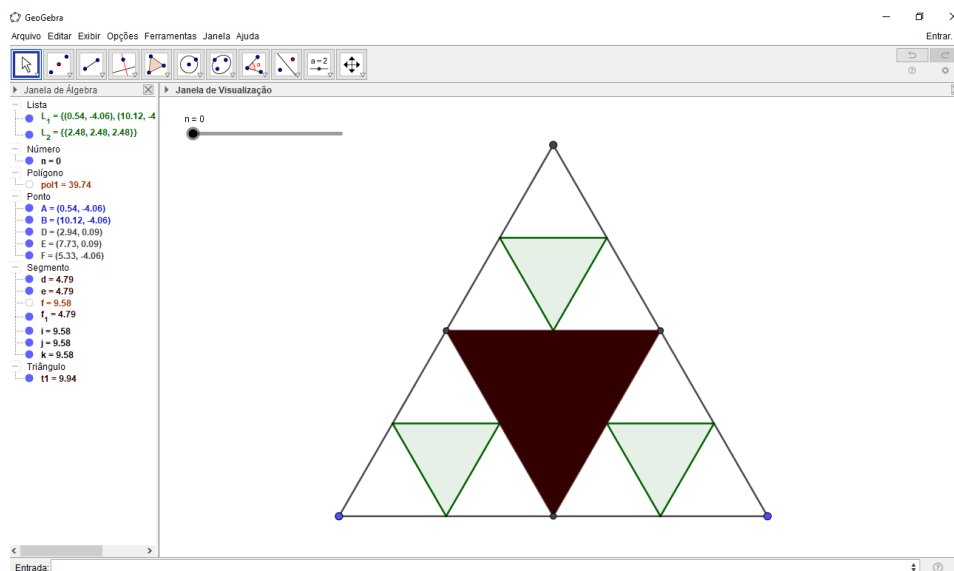 GeoGebra
Arquivo Editar Exibir Opções Ferramentas Janela Ajuda
Entrar.
a=2
Janela de Álgebra
Janela de Visualização
Lista
L1 = {(0.54, -4.06), (10.12, -4
L2 = {{2.48, 2.48, 2.48}}
Número
n = 0
Polígono
pol1 = 39.74
Ponto
A = (0.54, -4.06)
B = (10.12, -4.06)
D = (2.94, 0.09)
E = (7.73, 0.09)
F = (5.33, -4.06)
Segmento
d = 4.79
e = 4.79
f = 9.58
f1 = 4.79
i = 9.58
j = 9.58
k = 9.58
Triângulo
t1 = 9.94
n = 0
Entrada: